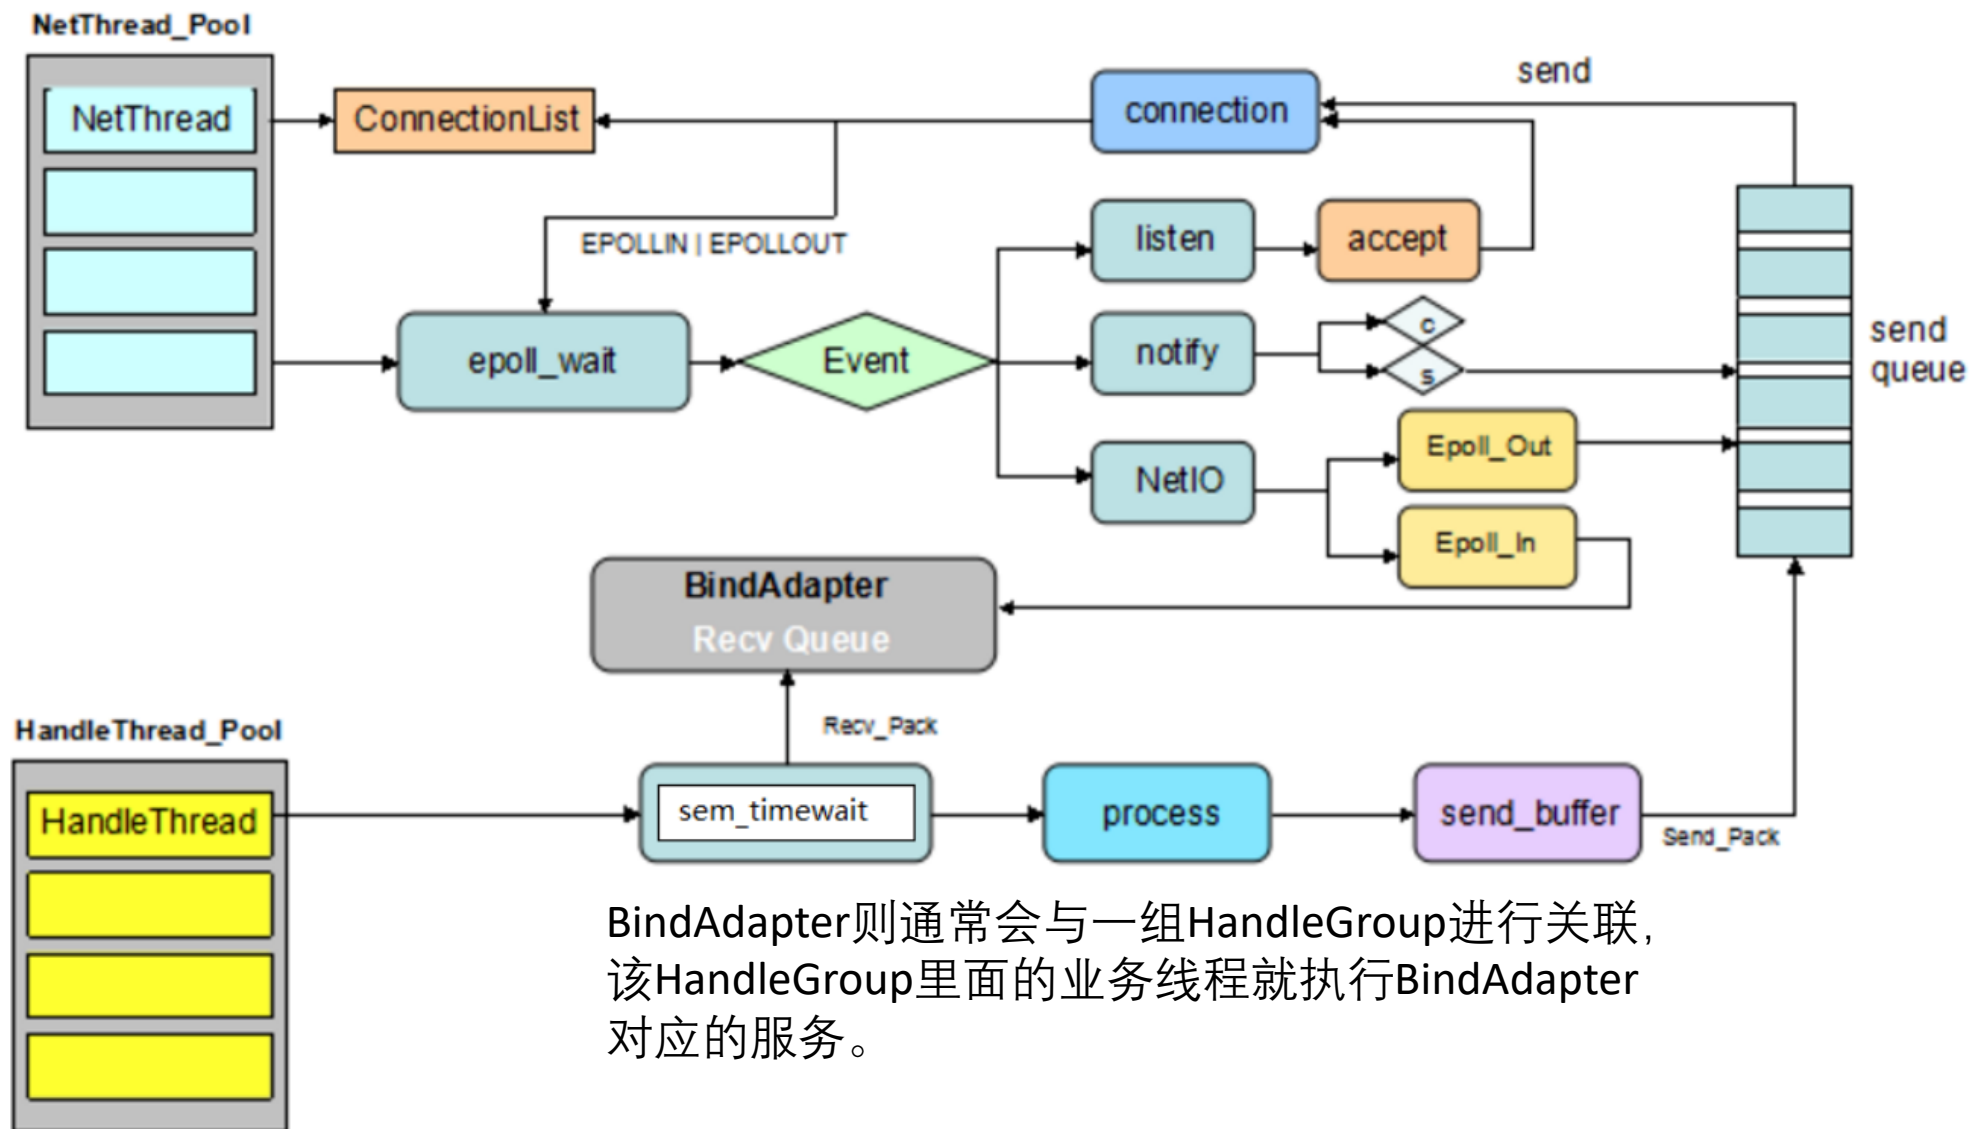 NetThread_Pool
NetThread
ConnectionList
connection
send
EPOLLIN | EPOLLOUT
listen
accept
epoll_wait
Event
notify
c
s
send
queue
NetIO
Epoll_Out
Epoll_In
BindAdapter
Recv Queue
Recv_Pack
HandleThread_Pool
HandleThread
sem_timewait
process
send_buffer
Send_Pack
BindAdapter则通常会与一组HandleGroup进行关联,
该HandleGroup里面的业务线程就执行BindAdapter
对应的服务。